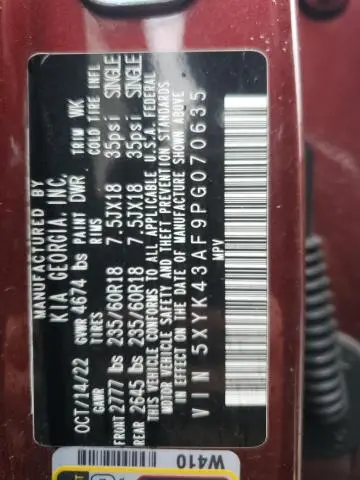 MANUFACTURED BY
KIA GEORGIA, INC.
OCT/14/22 GVWR 4674 lbs PAINT DWR TRIM WK
GAWR TIRES RIMS COLD TIRE INFL
FRONT 2777 lbs 235/60R18 7.5JX18 35psi SINGLE
REAR 2645 lbs 235/60R18 7.5JX18 35psi SINGLE
THIS VEHICLE CONFORMS TO ALL APPLICABLE U.S.A. FEDERAL
MOTOR VEHICLE SAFETY AND THEFT PREVENTION
STANDARDS IN EFFECT ON THE DATE OF MANUFACTURE SHOWN ABOVE
VIN 5XYK43AF9PG070635
MPV
W410